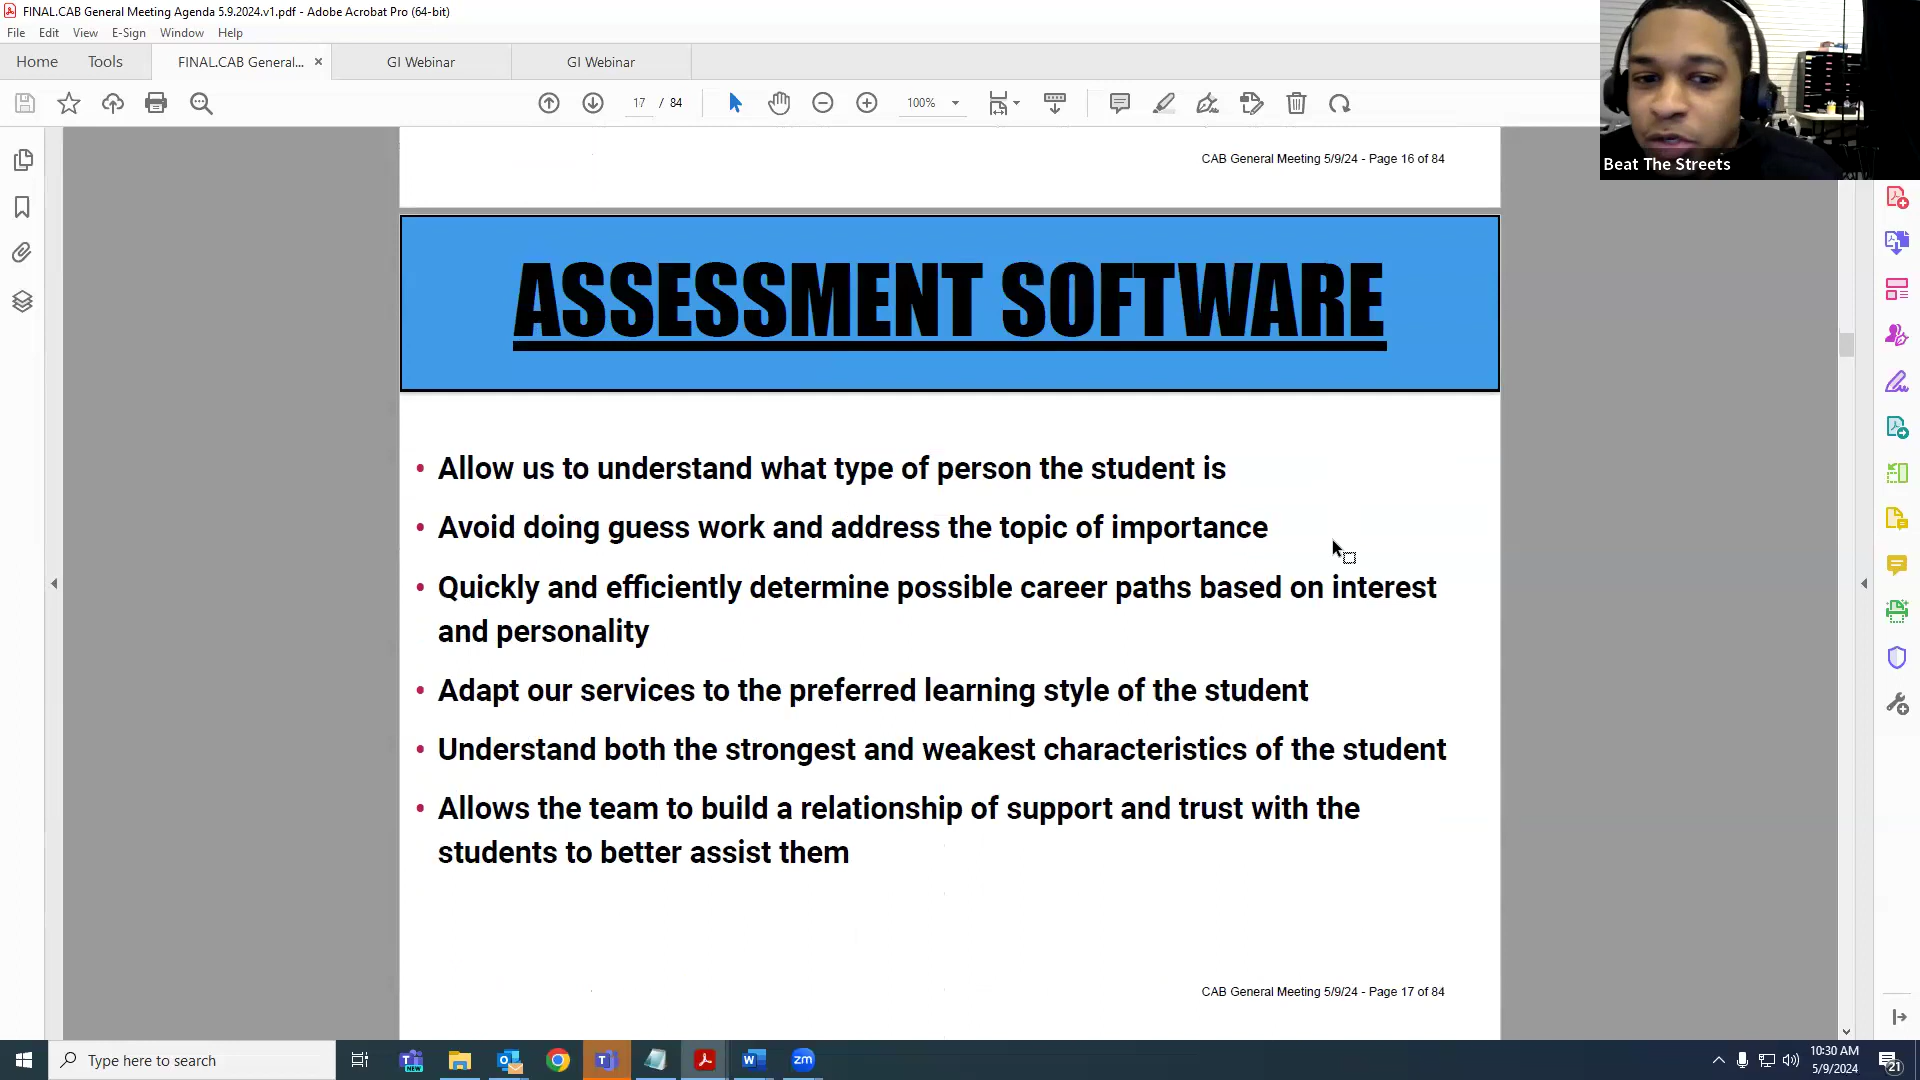 FINAL.CAB General Meeting Agenda 5.9.2024.v1.pdf - Adobe Acrobat Pro (64-bit)
File Edit View E-Sign Window Help
Home Tools FINAL.CAB General... × GI Webinar GI Webinar
17 / 84 100%
Beat The Streets
CAB General Meeting 5/9/24 - Page 16 of 84
ASSESSMENT SOFTWARE
• Allow us to understand what type of person the student is
• Avoid doing guess work and address the topic of importance
• Quickly and efficiently determine possible career paths based on interest
and personality
• Adapt our services to the preferred learning style of the student
• Understand both the strongest and weakest characteristics of the student
• Allows the team to build a relationship of support and trust with the
students to better assist them
CAB General Meeting 5/9/24 - Page 17 of 84
Type here to search
10:30 AM
5/9/2024
21